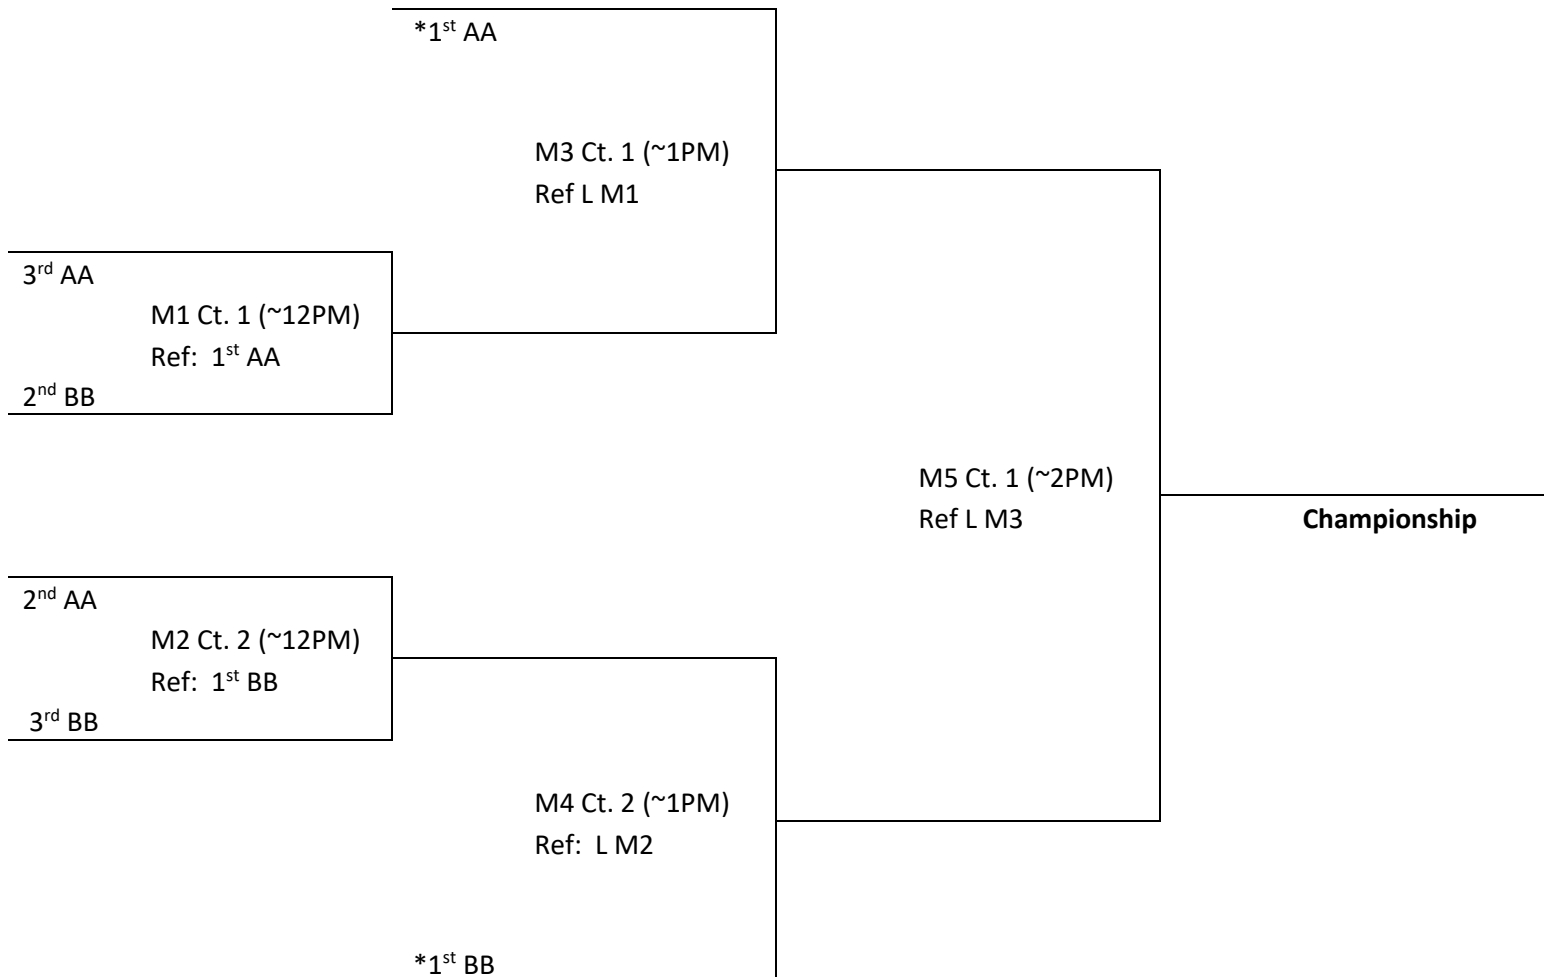 *1st AA
M3 Ct. 1 (~1PM)
Ref L M1
3rd AA
M1 Ct. 1 (~12PM)
Ref:  1st AA
2nd BB
M5 Ct. 1 (~2PM)
Ref L M3
Championship
2nd AA
M2 Ct. 2 (~12PM)
Ref:  1st BB
3rd BB
M4 Ct. 2 (~1PM)
Ref:  L M2
*1st BB